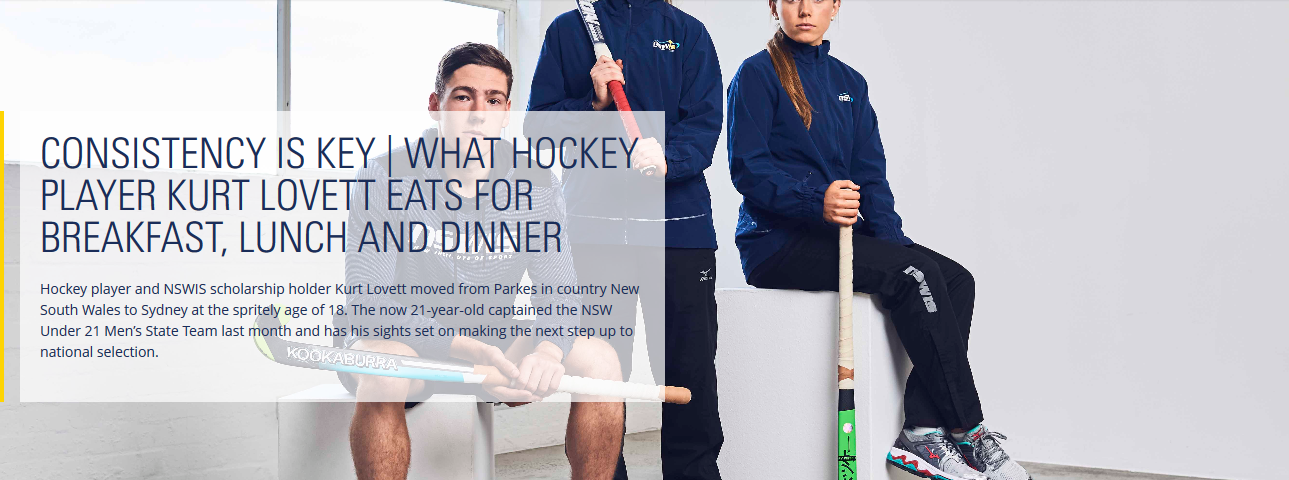 CONSISTENCY IS KEY | WHAT HOCKEY
PLAYER KURT LOVETT EATS FOR
BREAKFAST, LUNCH AND DINNER
Hockey player and NSWIS scholarship holder Kurt Lovett moved from Parkes in country New
South Wales to Sydney at the spritely age of 18. The now 21-year-old captained the NSW
Under 21 Men’s State Team last month and has his sights set on making the next step up to
national selection.
KOOKABURRA